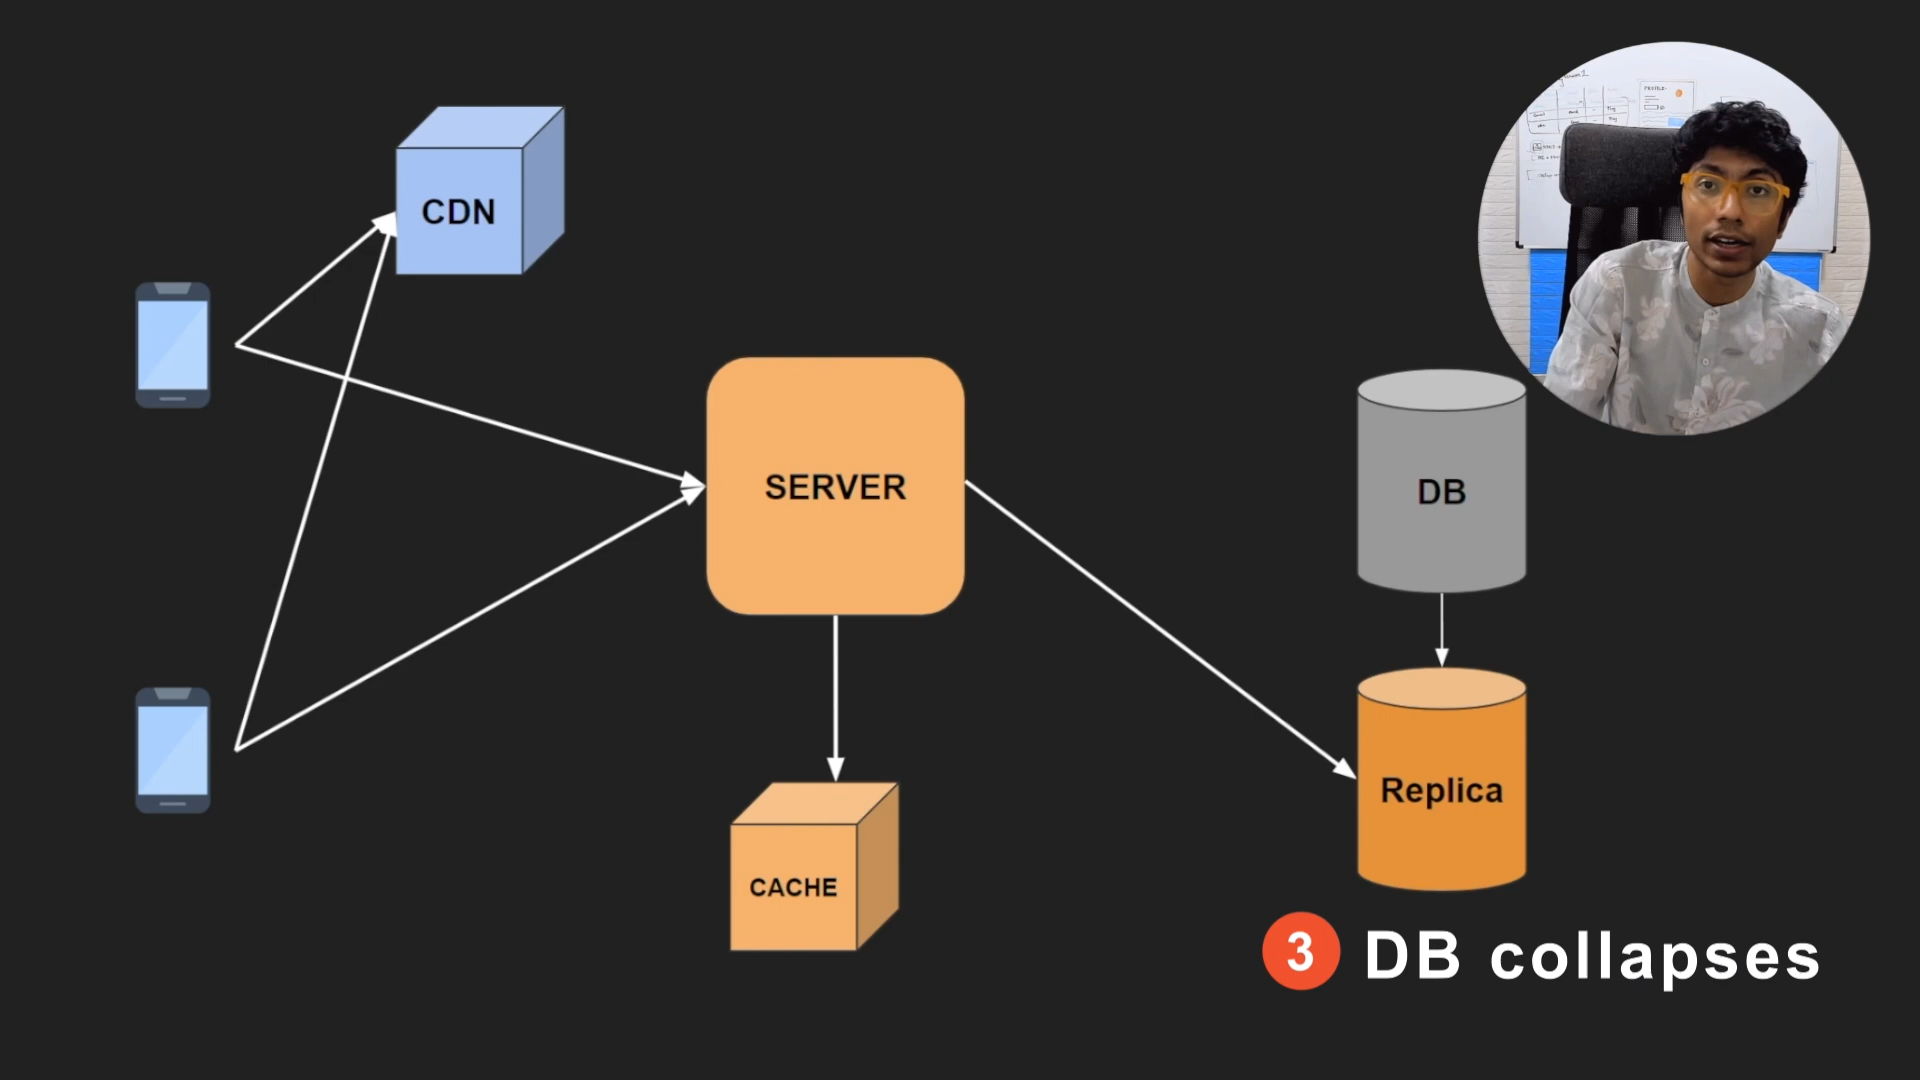 CDN
SERVER
DB
Replica
CACHE
3 DB collapses